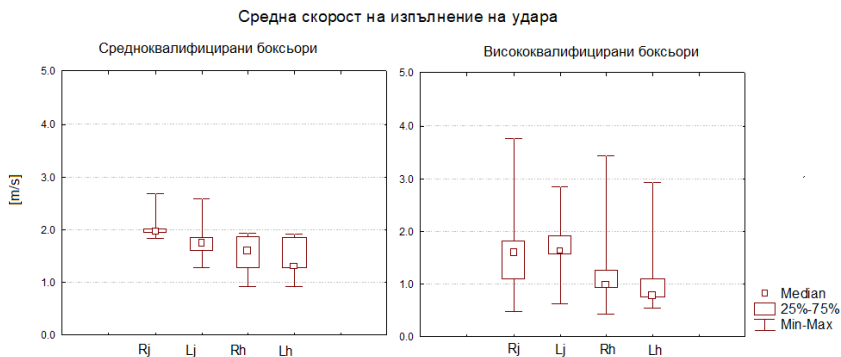 Средна скорост на изпълнение на удара
Средноквалифицирани боксьори
Висококвалифицирани боксьори
[m/s]
5.0
4.0
3.0
2.0
1.0
0.0
Rj Lj Rh Lh
5.0
4.0
3.0
2.0
1.0
0.0
Rj Lj Rh Lh
Median
25%-75%
Min-Max